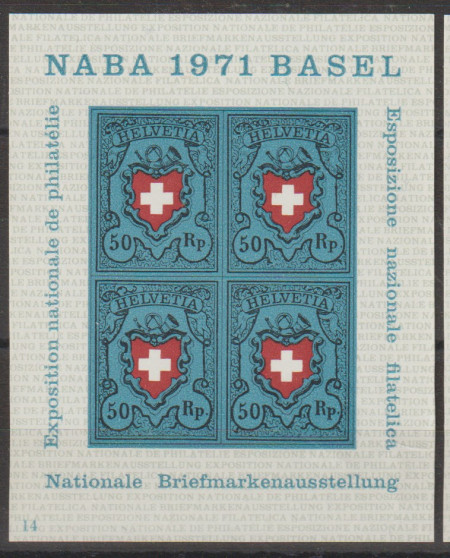 NABA 1971 BASEL
Exposition nationale de philatélie
HELVETIA
50 Rp.
HELVETIA
50 Rp.
HELVETIA
50 Rp.
HELVETIA
50 Rp.
Esposizione nazionale filatelica
Nationale Briefmarkenausstellung
14